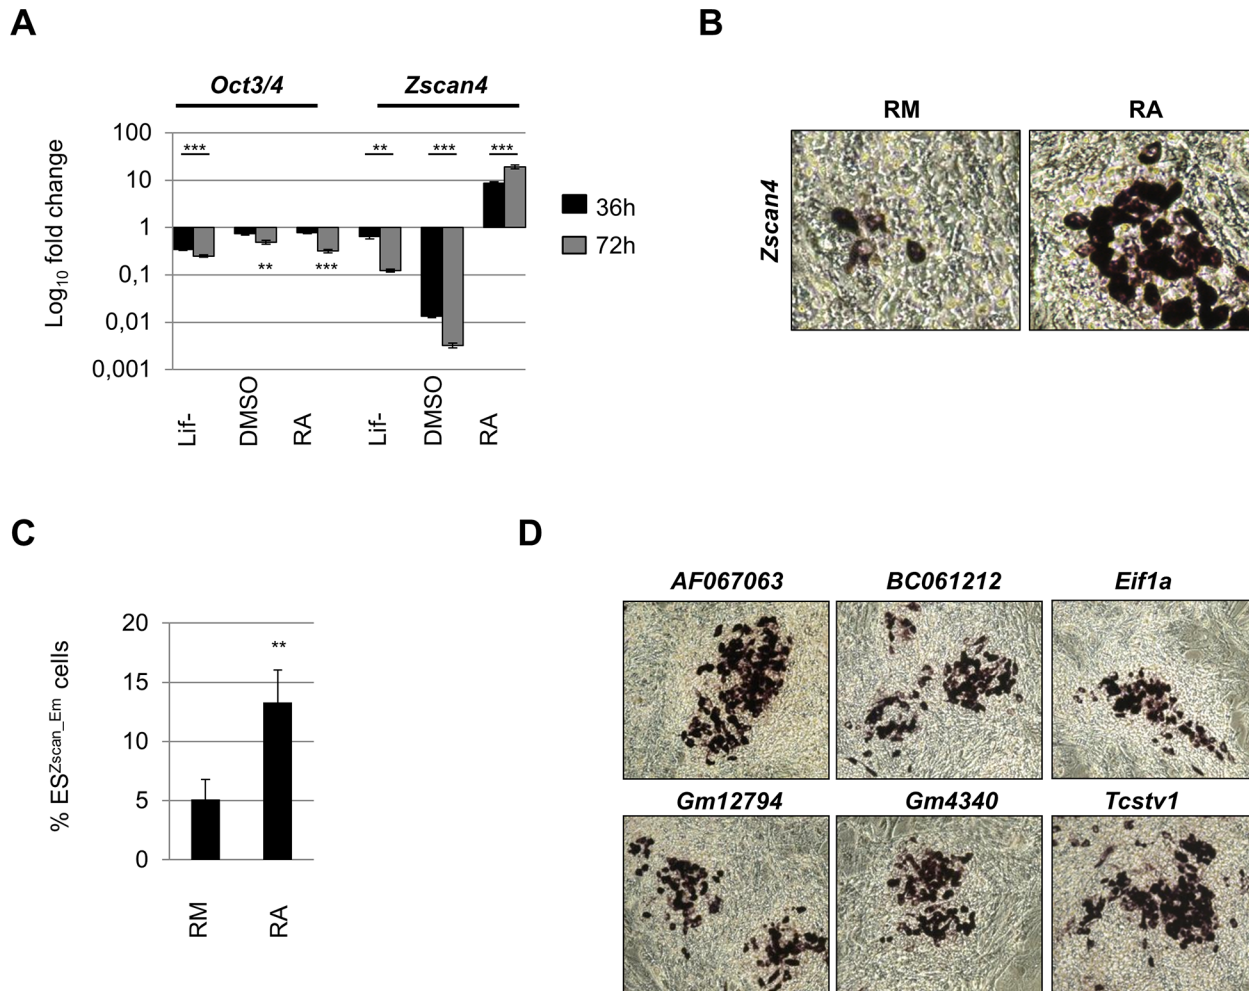 A
B
Oct3/4 Zscan4
Log10 fold change
100
10
1
0,1
0,01
0,001
*** ** *** ***
** ***
Lif- DMSO RA Lif- DMSO RA
36h
72h
RM RA
Zscan4
C
D
% ES^Zscan_Em cells
20
15
10
5
0
**
RM RA
AF067063 BC061212 Eif1a
Gm12794 Gm4340 Tcstv1